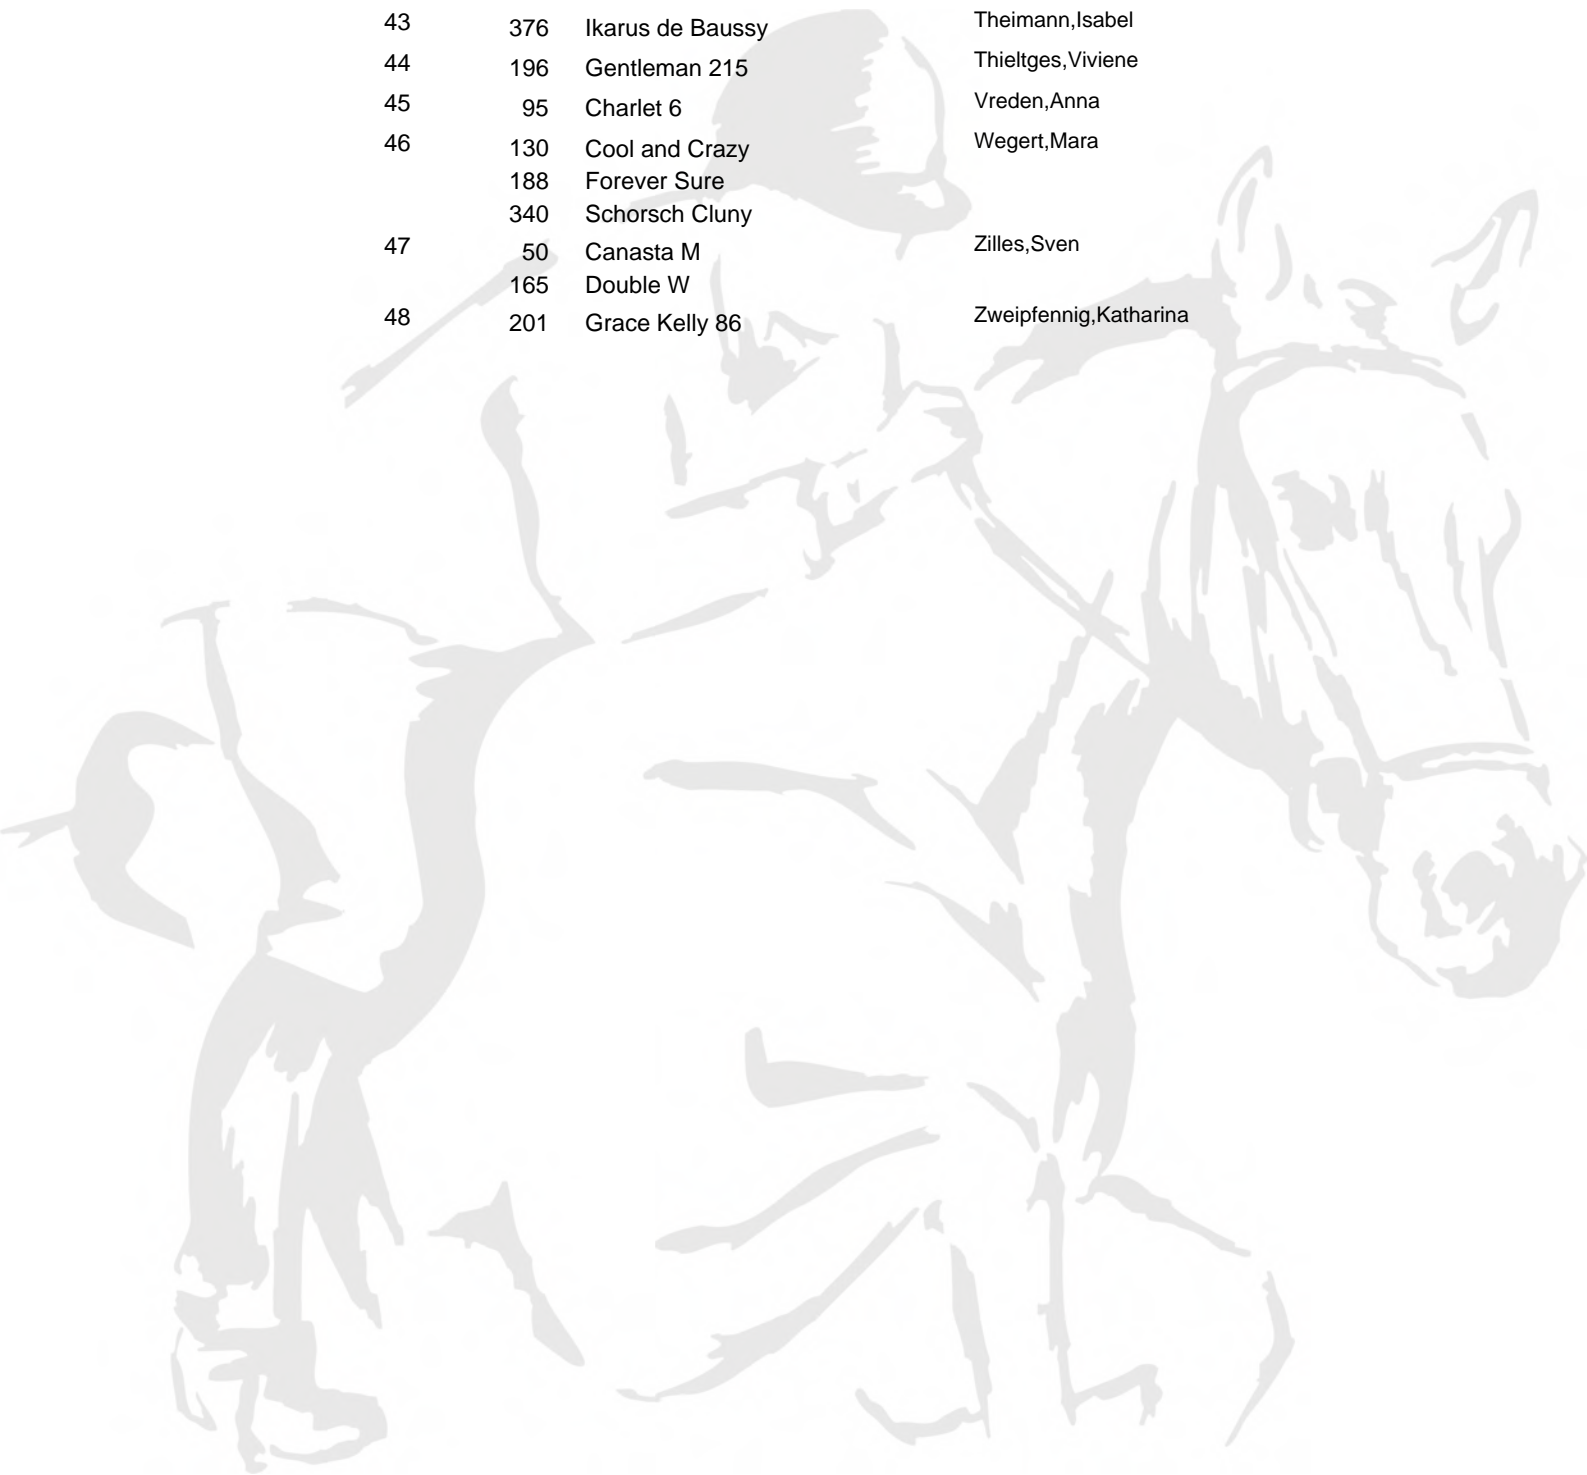 43 376 Ikarus de Baussy Theimann,Isabel
44 196 Gentleman 215 Thieltges,Viviene
45 95 Charlet 6 Vreden,Anna
46 130 Cool and Crazy Wegert,Mara
188 Forever Sure
340 Schorsch Cluny
47 50 Canasta M Zilles,Sven
165 Double W
48 201 Grace Kelly 86 Zweipfennig,Katharina